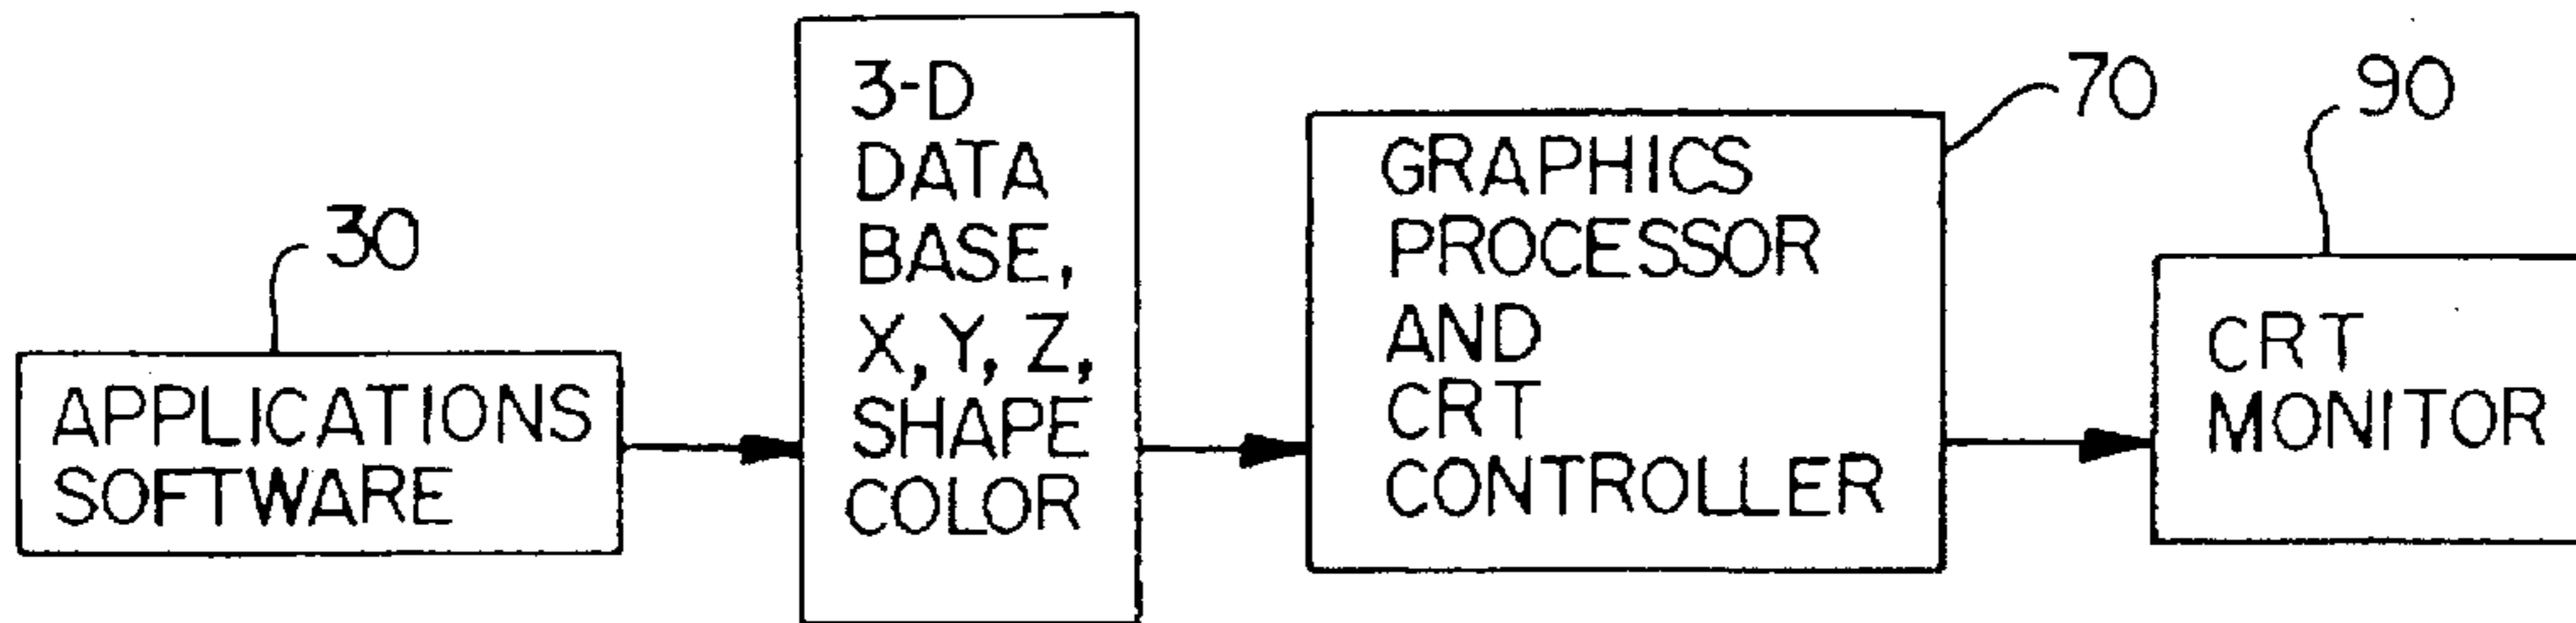 30
APPLICATIONS
SOFTWARE
3-D
DATA
BASE,
X, Y, Z,
SHAPE
COLOR
70
GRAPHICS
PROCESSOR
AND
CRT
CONTROLLER
90
CRT
MONITOR